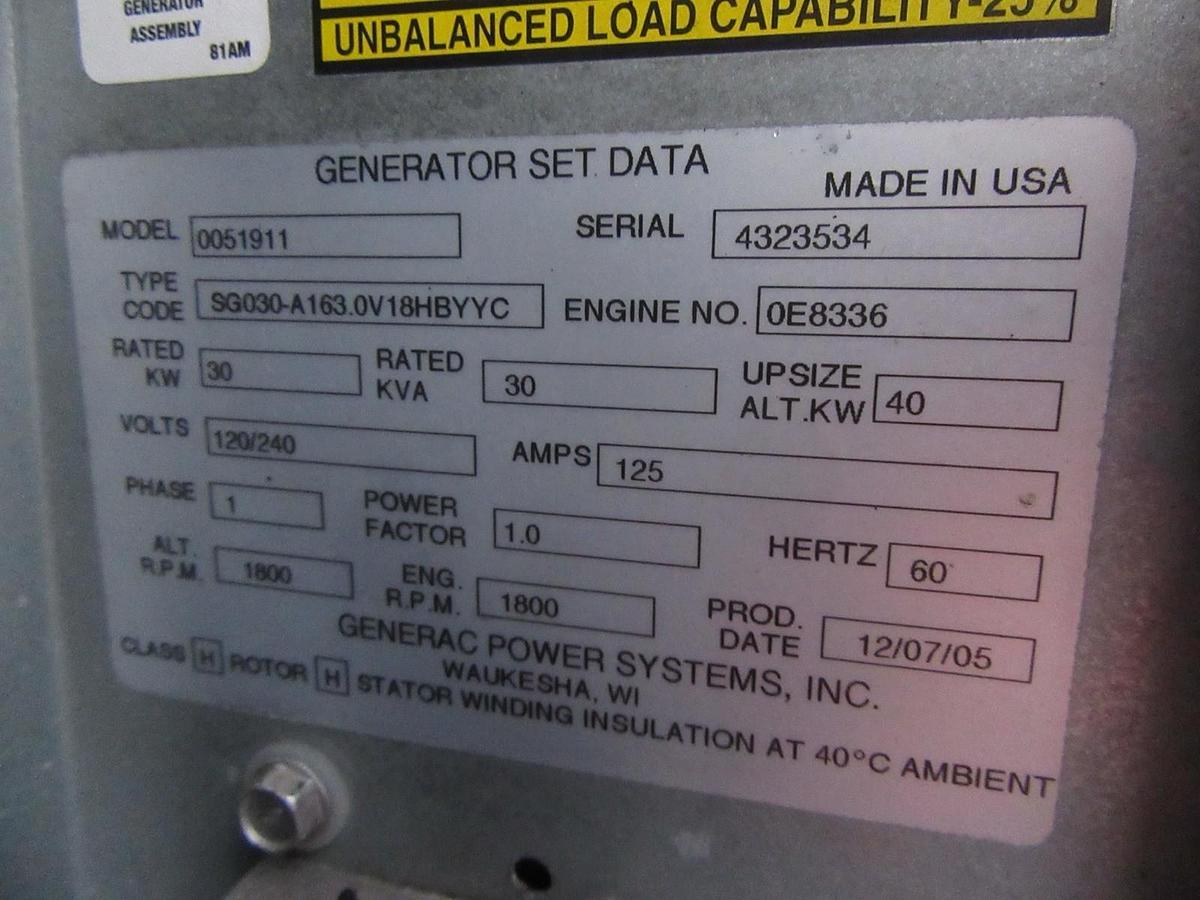 GENERATOR
ASSEMBLY
81AM
UNBALANCED LOAD CAPABILITY-25%
GENERATOR SET DATA
MADE IN USA
MODEL 0051911 SERIAL 4323534
TYPE CODE SG030-A163.0V18HBYYC ENGINE NO. 0E8336
RATED KW 30 RATED KVA 30 UPSIZE ALT.KW 40
VOLTS 120/240 AMPS 125
PHASE 1 POWER FACTOR 1.0 HERTZ 60
ALT. R.P.M. 1800 ENG. R.P.M. 1800 PROD. DATE 12/07/05
GENERAC POWER SYSTEMS, INC.
WAUKESHA, WI
CLASS H ROTOR H STATOR WINDING INSULATION AT 40°C AMBIENT